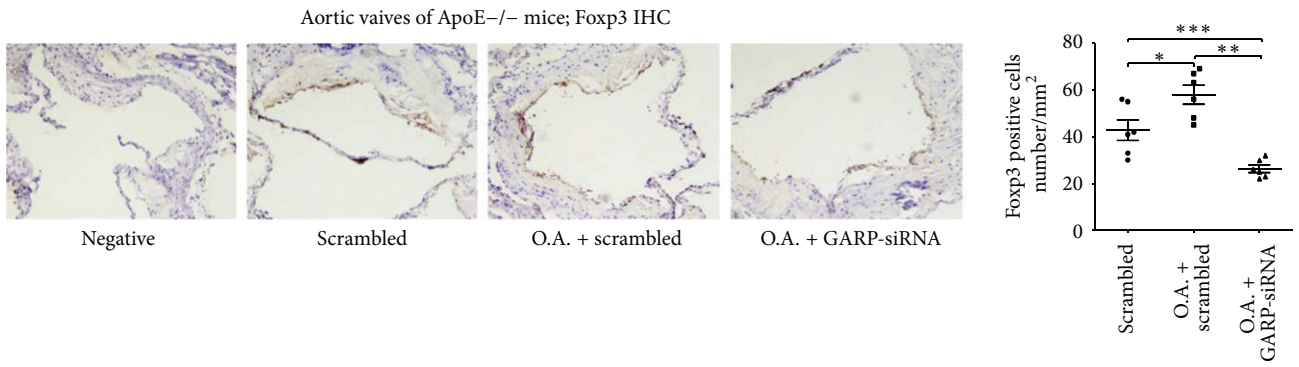 Aortic vaives of ApoE−/− mice; Foxp3 IHC
Negative
Scrambled
O.A. + scrambled
O.A. + GARP-siRNA
Foxp3 positive cells
number/mm²
80
60
40
20
0
***
*
**
Scrambled
O.A. +
scrambled
O.A. +
GARP-siRNA